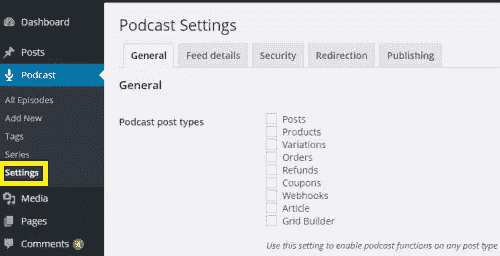 Dashboard
Posts
Podcast
All Episodes
Add New
Tags
Series
Settings
Media
Pages
Comments
Podcast Settings
General
Feed details
Security
Redirection
Publishing
General
Podcast post types
Posts
Products
Variations
Orders
Refunds
Coupons
Webhooks
Article
Grid Builder
Use this setting to enable podcast functions on any post type